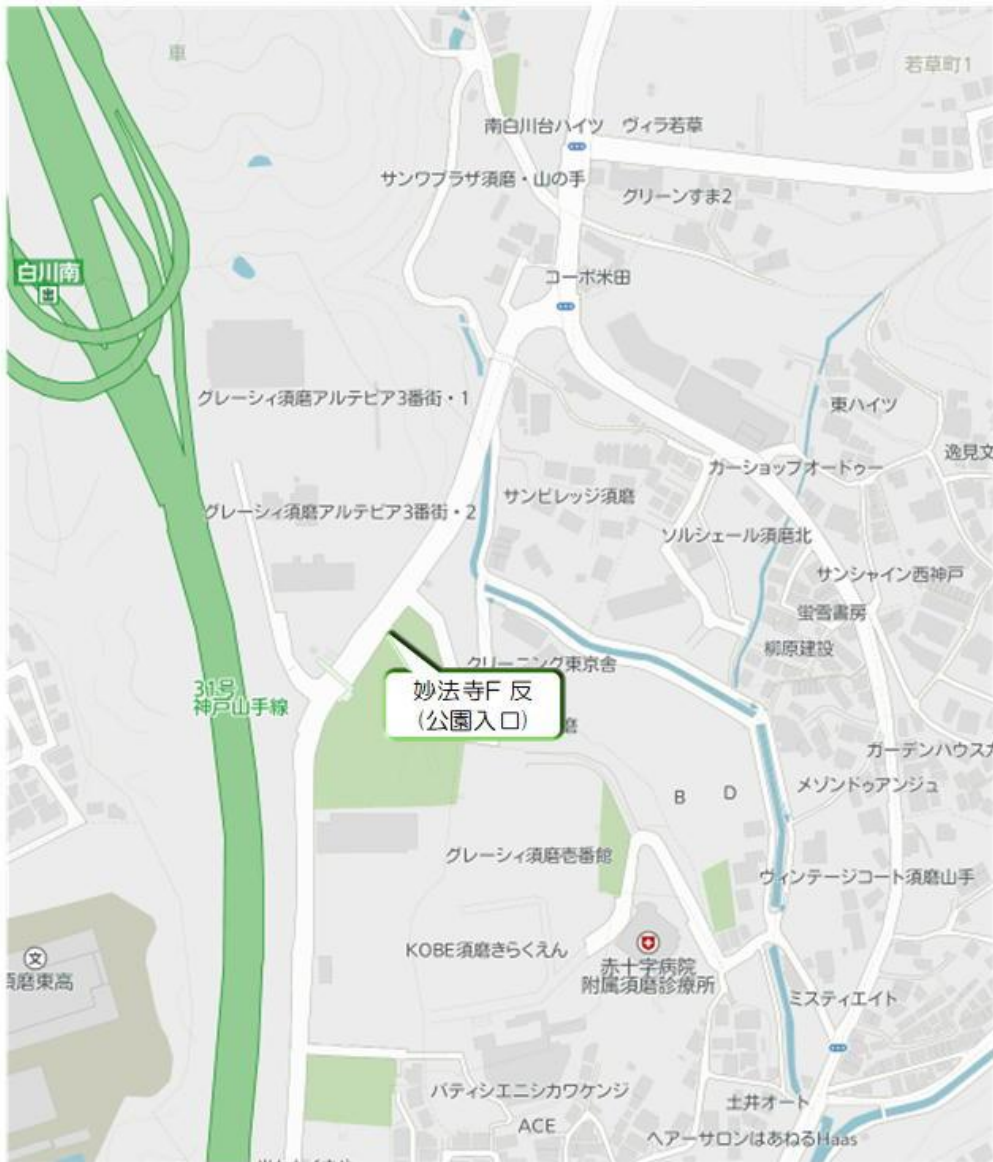 車
若草町1
南白川台ハイツ
ヴィラ若草
サンワプラザ須磨・山の手
グリーンすま2
白川南
出
コーポ米田
グレーシィ須磨アルテピア3番街・1
東ハイツ
逸見文
カーショップオードゥー
サンビレッジ須磨
グレーシィ須磨アルテピア3番街・2
ソルシェール須磨北
サンシャイン西神戸
蛍雪書房
柳原建設
クリーニング東京舎
31号
神戸山手線
妙法寺F 反
(公園入口)
磨
ガーデンハウスカ
メゾンドゥアンジュ
B
D
グレーシィ須磨壱番館
ヴィンテージコート須磨山手
KOBE須磨きらくえん
文
須磨東高
赤十字病院
附属須磨診療所
ミスティエイト
パティシエニシカワケンジ
土井オート
ACE
ヘアーサロンはあねるHaas